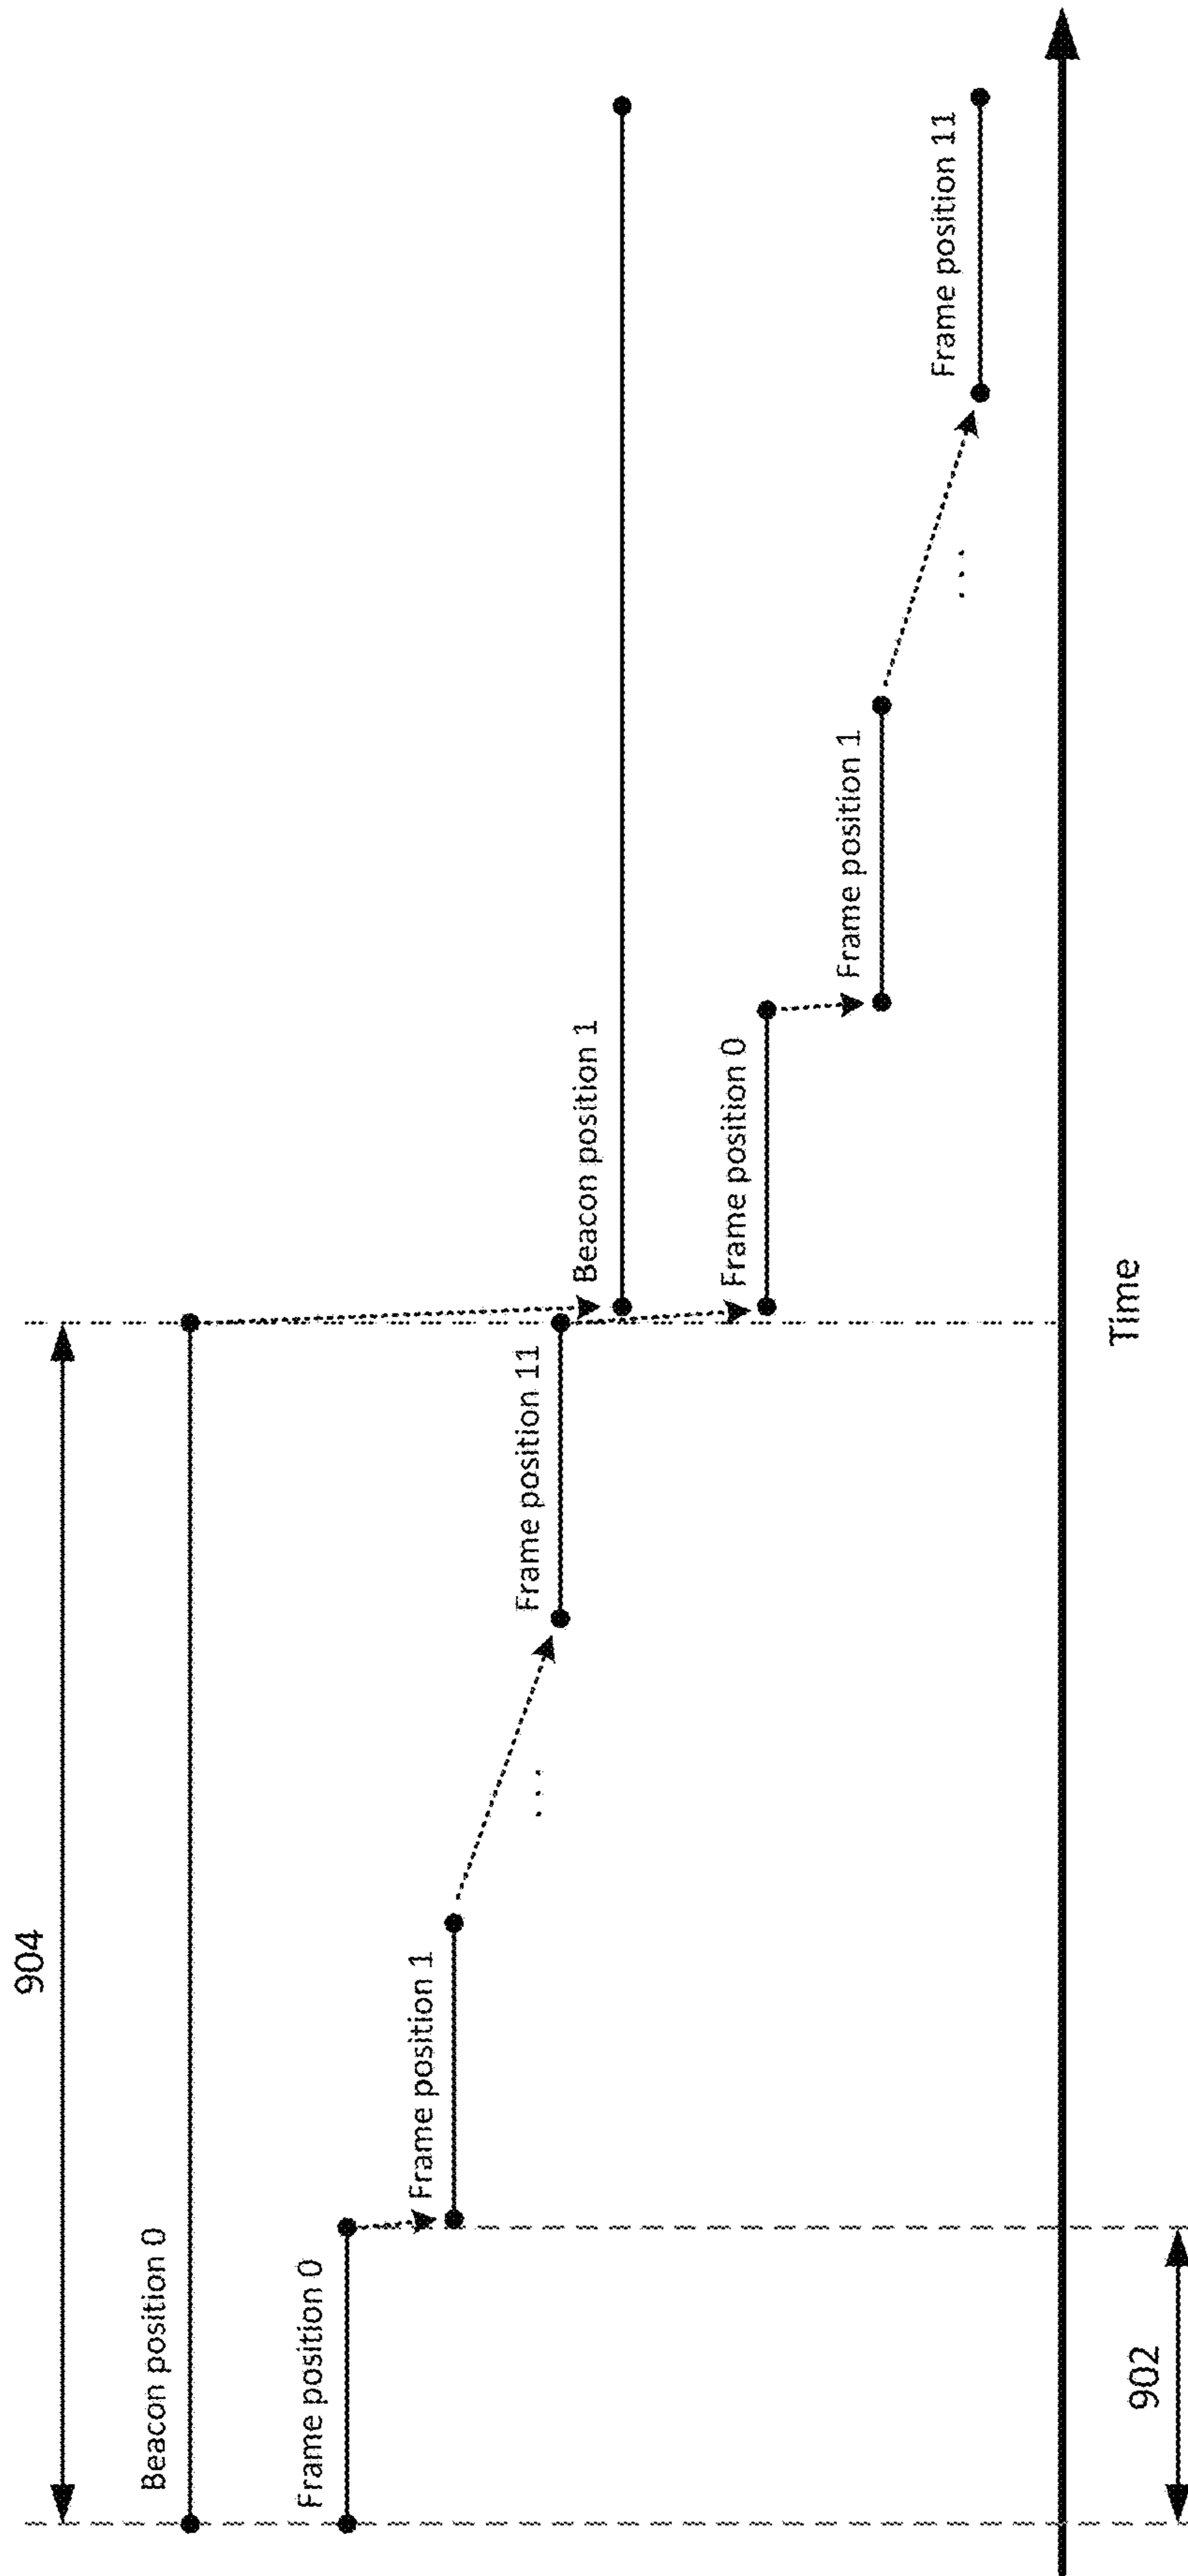 904
Beacon position 0
Frame position 0
Frame position 1
...
Frame position 11
Beacon position 1
Frame position 0
Frame position 1
...
Frame position 11
Time
902